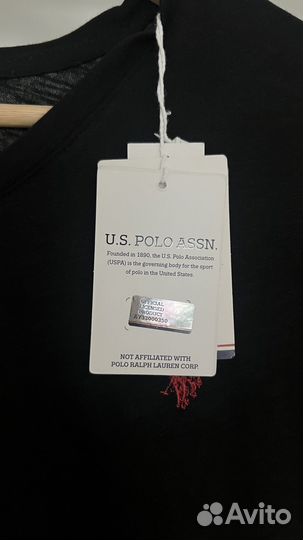 U.S. POLO ASSN.
Founded in 1890, the U.S. Polo Association
(USPA) is the governing body for the sport
of polo in the United States.
OFFICIAL
LICENSED
PRODUCT
AY33000350
NOT AFFILIATED WITH
POLO RALPH LAUREN CORP.
Avito